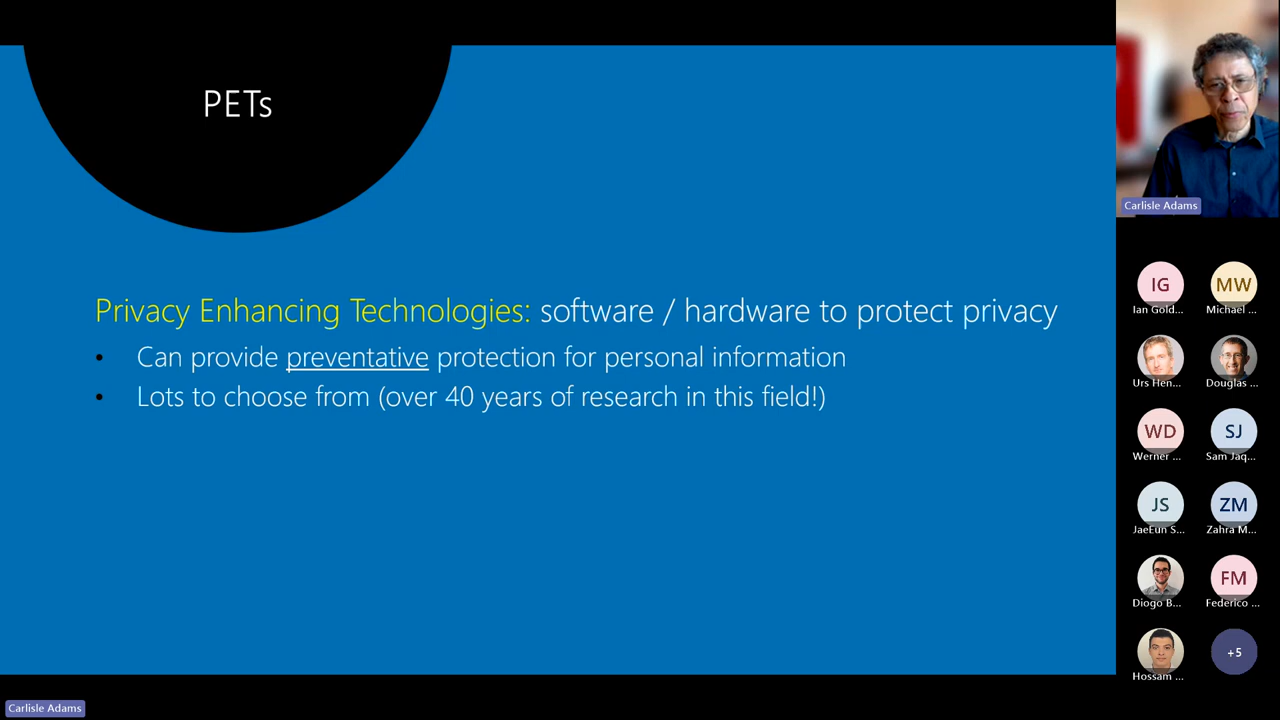 PETs
Privacy Enhancing Technologies: software / hardware to protect privacy
• Can provide preventative protection for personal information
• Lots to choose from (over 40 years of research in this field!)
Carlisle Adams
IG
Ian Gold...
MW
Michael ...
Urs Hen...
Douglas ...
WD
Werner ...
SJ
Sam Jaq...
JS
JaeEun S...
ZM
Zahra M...
Diogo B...
FM
Federico ...
Hossam ...
+5
Carlisle Adams